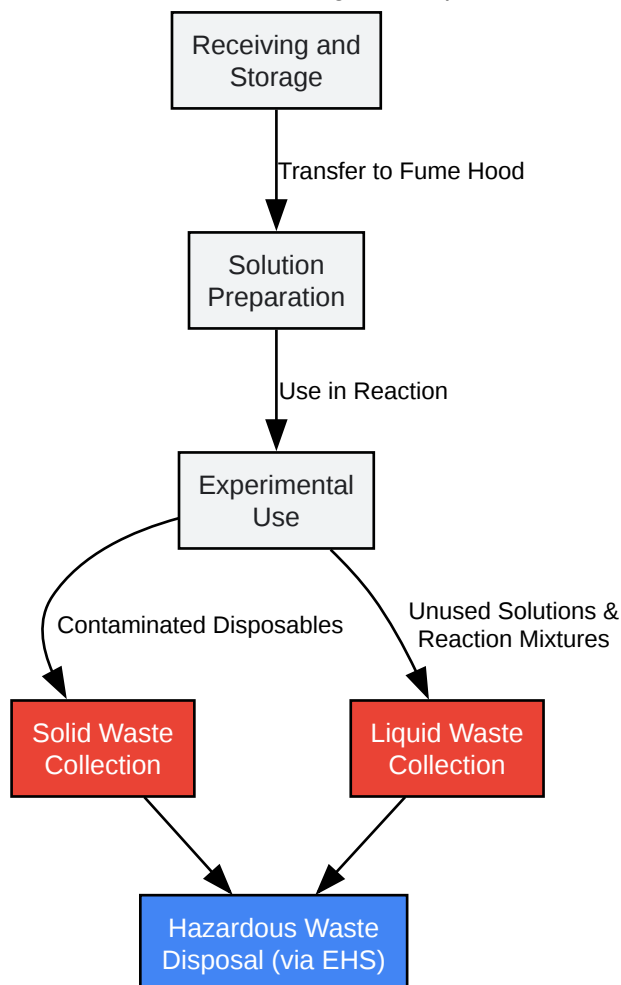 Receiving and
Storage
Transfer to Fume Hood
Solution
Preparation
Use in Reaction
Experimental
Use
Contaminated Disposables
Unused Solutions &
Reaction Mixtures
Solid Waste
Collection
Liquid Waste
Collection
Hazardous Waste
Disposal (via EHS)